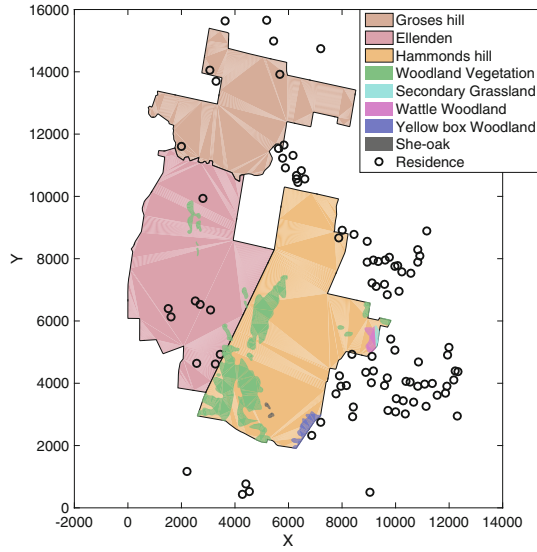 16000
14000
12000
10000
8000
6000
4000
2000
0
Y
-2000 0 2000 4000 6000 8000 10000 12000 14000
X
Groses hill
Ellenden
Hammonds hill
Woodland Vegetation
Secondary Grassland
Wattle Woodland
Yellow box Woodland
She-oak
Residence